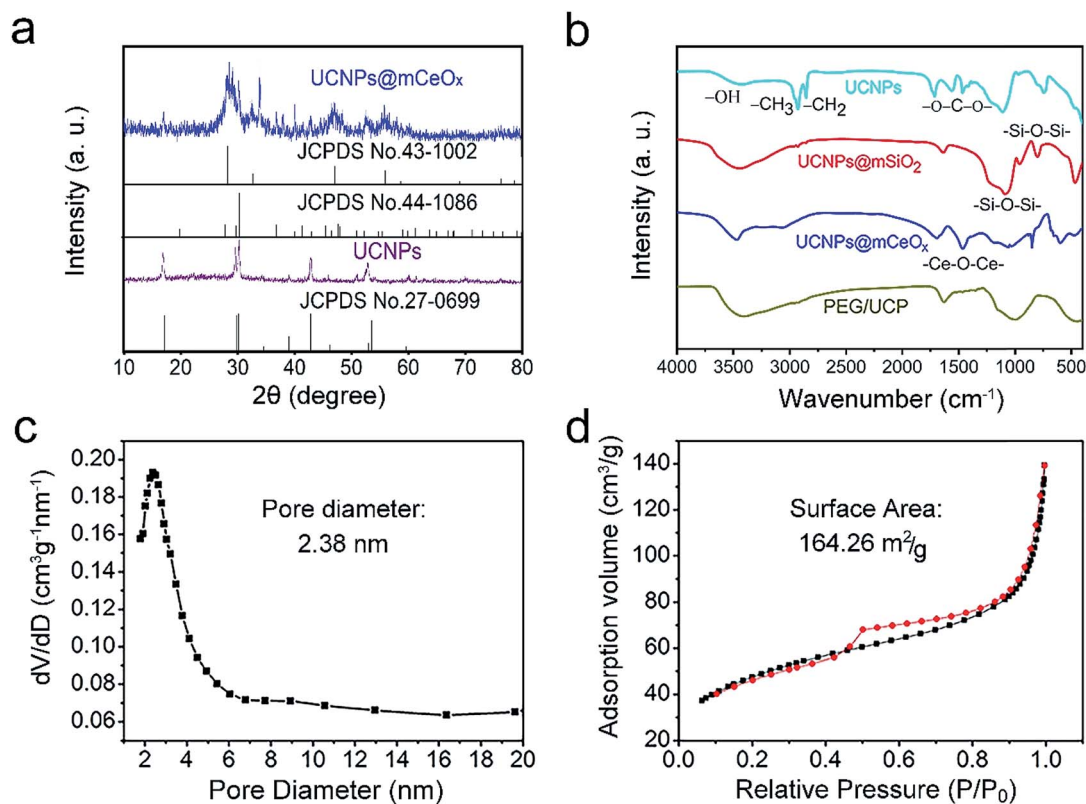 a
UCNPs@mCeOₓ
JCPDS No.43-1002
JCPDS No.44-1086
UCNPs
JCPDS No.27-0699
Intensity (a. u.)
10 20 30 40 50 60 70 80
2θ (degree)
b
UCNPs
–OH
–CH3
–CH2
–O–C–O–
-Si-O-Si-
UCNPs@mSiO₂
-Si-O-Si-
UCNPs@mCeOₓ
-Ce-O-Ce-
PEG/UCP
Intensity (a. u.)
4000 3500 3000 2500 2000 1500 1000 500
Wavenumber (cm⁻¹)
c
0.20
0.18
0.16
0.14
0.12
0.10
0.08
0.06
dV/dD (cm³g⁻¹nm⁻¹)
Pore diameter:
2.38 nm
2 4 6 8 10 12 14 16 18 20
Pore Diameter (nm)
d
140
120
100
80
60
40
20
Adsorption volume (cm³/g)
Surface Area:
164.26 m²/g
0.0 0.2 0.4 0.6 0.8 1.0
Relative Pressure (P/P₀)